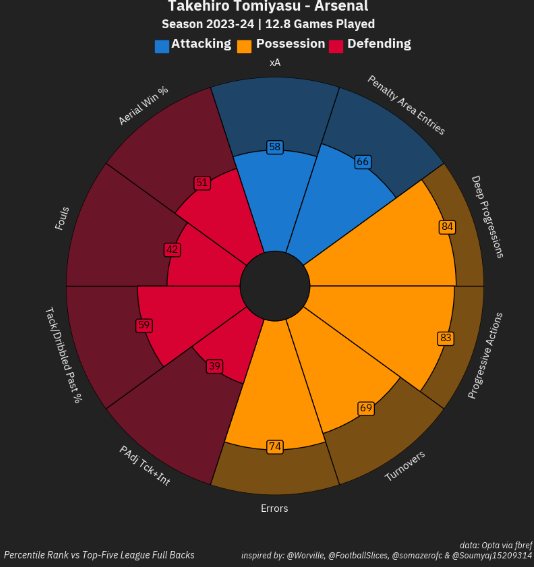 Takehiro Tomiyasu - Arsenal
Season 2023-24 | 12.8 Games Played
Attacking Possession Defending
xA
58
Penalty Area Entries
66
Deep Progressions
84
Progressive Actions
83
Turnovers
69
Errors
74
PAdj Tck+Int
39
Tack/Dribbled Past %
59
Fouls
42
Aerial Win %
51
Percentile Rank vs Top-Five League Full Backs
data: Opta via fbref
inspired by: @Worville, @FootballSlices, @somazerofc & @Soumyaj15209314